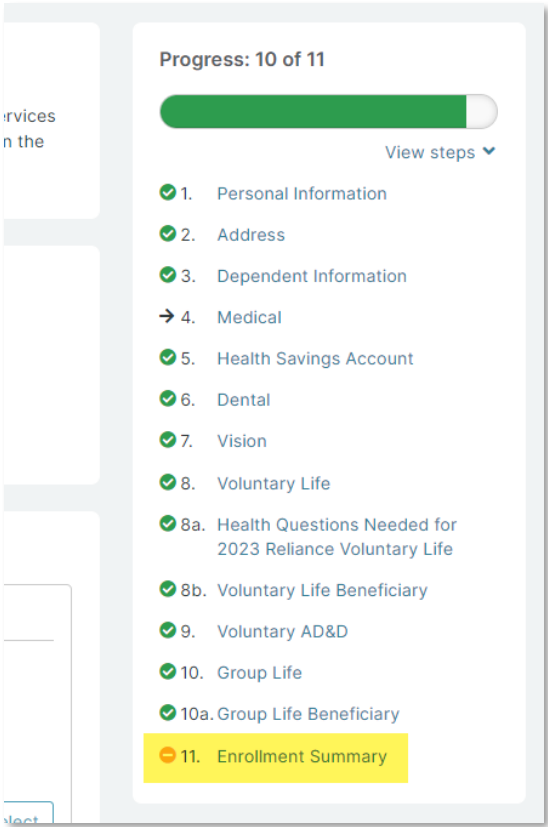 Progress: 10 of 11
ervices
n the
View steps
1. Personal Information
2. Address
3. Dependent Information
4. Medical
5. Health Savings Account
6. Dental
7. Vision
8. Voluntary Life
8a. Health Questions Needed for
2023 Reliance Voluntary Life
8b. Voluntary Life Beneficiary
9. Voluntary AD&D
10. Group Life
10a. Group Life Beneficiary
11. Enrollment Summary
elect